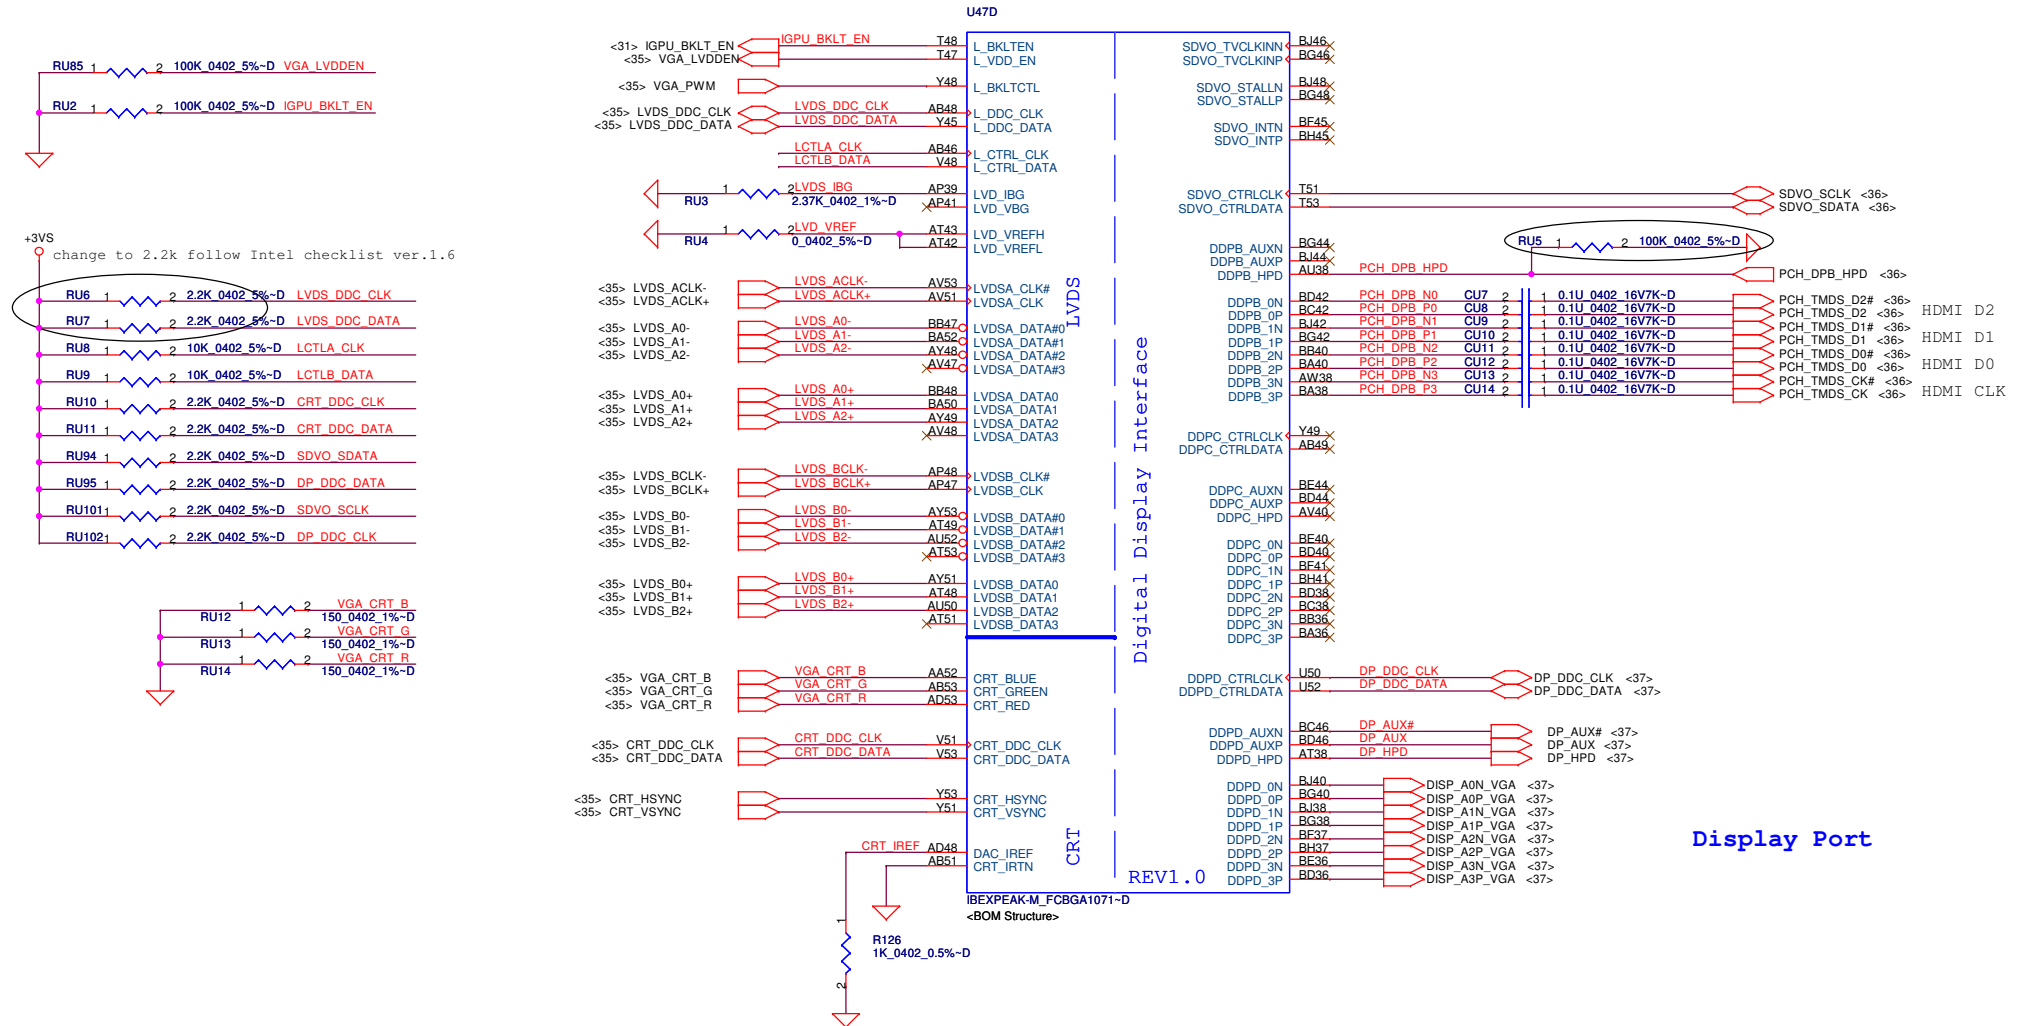 U47D
RU85 1 2 100K_0402_5%~D VGA_LVDDEN
RU2 1 2 100K_0402_5%~D IGPU_BKLT_EN
+3VS
change to 2.2k follow Intel checklist ver.1.6
RU6 1 2 2.2K_0402_5%~D LVDS_DDC_CLK
RU7 1 2 2.2K_0402_5%~D LVDS_DDC_DATA
RU8 1 2 10K_0402_5%~D LCTLA_CLK
RU9 1 2 10K_0402_5%~D LCTLB_DATA
RU10 1 2 2.2K_0402_5%~D CRT_DDC_CLK
RU11 1 2 2.2K_0402_5%~D CRT_DDC_DATA
RU94 1 2 2.2K_0402_5%~D SDVO_SDATA
RU95 1 2 2.2K_0402_5%~D DP_DDC_DATA
RU101 1 2 2.2K_0402_5%~D SDVO_SCLK
RU102 1 2 2.2K_0402_5%~D DP_DDC_CLK
RU12 1 2 VGA_CRT_B
150_0402_1%~D
RU13 1 2 VGA_CRT_G
150_0402_1%~D
RU14 1 2 VGA_CRT_R
150_0402_1%~D
<31> IGPU_BKLT_EN IGPU_BKLT_EN T48 L_BKLTEN
<35> VGA_LVDDEN T47 L_VDD_EN
<35> VGA_PWM Y48 L_BKLTCTL
<35> LVDS_DDC_CLK LVDS_DDC_CLK AB48 L_DDC_CLK
<35> LVDS_DDC_DATA LVDS_DDC_DATA Y45 L_DDC_DATA
LCTLA_CLK AB46 L_CTRL_CLK
LCTLB_DATA V48 L_CTRL_DATA
RU3 1 2 LVDS_IBG AP39 LVD_IBG
2.37K_0402_1%~D AP41 LVD_VBG
RU4 1 2 LVD_VREF AT43 LVD_VREFH
0_0402_5%~D AT42 LVD_VREFL
<35> LVDS_ACLK- LVDS_ACLK- AV53 LVDSA_CLK#
<35> LVDS_ACLK+ LVDS_ACLK+ AV51 LVDSA_CLK
<35> LVDS_A0- LVDS_A0- BB47 LVDSA_DATA#0
<35> LVDS_A1- LVDS_A1- BA52 LVDSA_DATA#1
<35> LVDS_A2- LVDS_A2- AY48 LVDSA_DATA#2
AV47 LVDSA_DATA#3
<35> LVDS_A0+ LVDS_A0+ BB48 LVDSA_DATA0
<35> LVDS_A1+ LVDS_A1+ BA50 LVDSA_DATA1
<35> LVDS_A2+ LVDS_A2+ AY49 LVDSA_DATA2
AV48 LVDSA_DATA3
<35> LVDS_BCLK- LVDS_BCLK- AP48 LVDSB_CLK#
<35> LVDS_BCLK+ LVDS_BCLK+ AP47 LVDSB_CLK
<35> LVDS_B0- LVDS_B0- AY53 LVDSB_DATA#0
<35> LVDS_B1- LVDS_B1- AT49 LVDSB_DATA#1
<35> LVDS_B2- LVDS_B2- AU52 LVDSB_DATA#2
AT53 LVDSB_DATA#3
<35> LVDS_B0+ LVDS_B0+ AY51 LVDSB_DATA0
<35> LVDS_B1+ LVDS_B1+ AT48 LVDSB_DATA1
<35> LVDS_B2+ LVDS_B2+ AU50 LVDSB_DATA2
AT51 LVDSB_DATA3
<35> VGA_CRT_B VGA_CRT_B AA52 CRT_BLUE
<35> VGA_CRT_G VGA_CRT_G AB53 CRT_GREEN
<35> VGA_CRT_R VGA_CRT_R AD53 CRT_RED
<35> CRT_DDC_CLK CRT_DDC_CLK V51 CRT_DDC_CLK
<35> CRT_DDC_DATA CRT_DDC_DATA V53 CRT_DDC_DATA
<35> CRT_HSYNC Y53 CRT_HSYNC
<35> CRT_VSYNC Y51 CRT_VSYNC
CRT_IREF AD48 DAC_IREF
AB51 CRT_IRTN
1
R126
1K_0402_0.5%~D
2
LVDS
CRT
Digital Display Interface
REV1.0
IBEXPEAK-M_FCBGA1071~D
<BOM Structure>
SDVO_TVCLKINN BJ46
SDVO_TVCLKINP BG46
SDVO_STALLN BJ48
SDVO_STALLP BG48
SDVO_INTN BF45
SDVO_INTP BH45
SDVO_CTRLCLK T51 SDVO_SCLK <36>
SDVO_CTRLDATA T53 SDVO_SDATA <36>
RU5 1 2 100K_0402_5%~D
DDPB_AUXN BG44
DDPB_AUXP BJ44
DDPB_HPD AU38 PCH_DPB_HPD PCH_DPB_HPD <36>
DDPB_0N BD42 PCH_DPB_N0 CU7 2 1 0.1U_0402_16V7K~D PCH_TMDS_D2# <36>
DDPB_0P BC42 PCH_DPB_P0 CU8 2 1 0.1U_0402_16V7K~D PCH_TMDS_D2 <36> HDMI D2
DDPB_1N BJ42 PCH_DPB_N1 CU9 2 1 0.1U_0402_16V7K~D PCH_TMDS_D1# <36>
DDPB_1P BG42 PCH_DPB_P1 CU10 2 1 0.1U_0402_16V7K~D PCH_TMDS_D1 <36> HDMI D1
DDPB_2N BB40 PCH_DPB_N2 CU11 2 1 0.1U_0402_16V7K~D PCH_TMDS_D0# <36>
DDPB_2P BA40 PCH_DPB_P2 CU12 2 1 0.1U_0402_16V7K~D PCH_TMDS_D0 <36> HDMI D0
DDPB_3N AW38 PCH_DPB_N3 CU13 2 1 0.1U_0402_16V7K~D PCH_TMDS_CK# <36>
DDPB_3P BA38 PCH_DPB_P3 CU14 2 1 0.1U_0402_16V7K~D PCH_TMDS_CK <36> HDMI CLK
DDPC_CTRLCLK Y49
DDPC_CTRLDATA AB49
DDPC_AUXN BE44
DDPC_AUXP BD44
DDPC_HPD AV40
DDPC_0N BE40
DDPC_0P BD40
DDPC_1N BF41
DDPC_1P BH41
DDPC_2N BD38
DDPC_2P BC38
DDPC_3N BB36
DDPC_3P BA36
DDPD_CTRLCLK U50 DP_DDC_CLK DP_DDC_CLK <37>
DDPD_CTRLDATA U52 DP_DDC_DATA DP_DDC_DATA <37>
DDPD_AUXN BC46 DP_AUX# DP_AUX# <37>
DDPD_AUXP BD46 DP_AUX DP_AUX <37>
DDPD_HPD AT38 DP_HPD DP_HPD <37>
DDPD_0N BJ40 DISP_A0N_VGA <37>
DDPD_0P BG40 DISP_A0P_VGA <37>
DDPD_1N BJ38 DISP_A1N_VGA <37>
DDPD_1P BG38 DISP_A1P_VGA <37>
DDPD_2N BF37 DISP_A2N_VGA <37>
DDPD_2P BH37 DISP_A2P_VGA <37>
DDPD_3N BE36 DISP_A3N_VGA <37>
DDPD_3P BD36 DISP_A3P_VGA <37>
Display Port